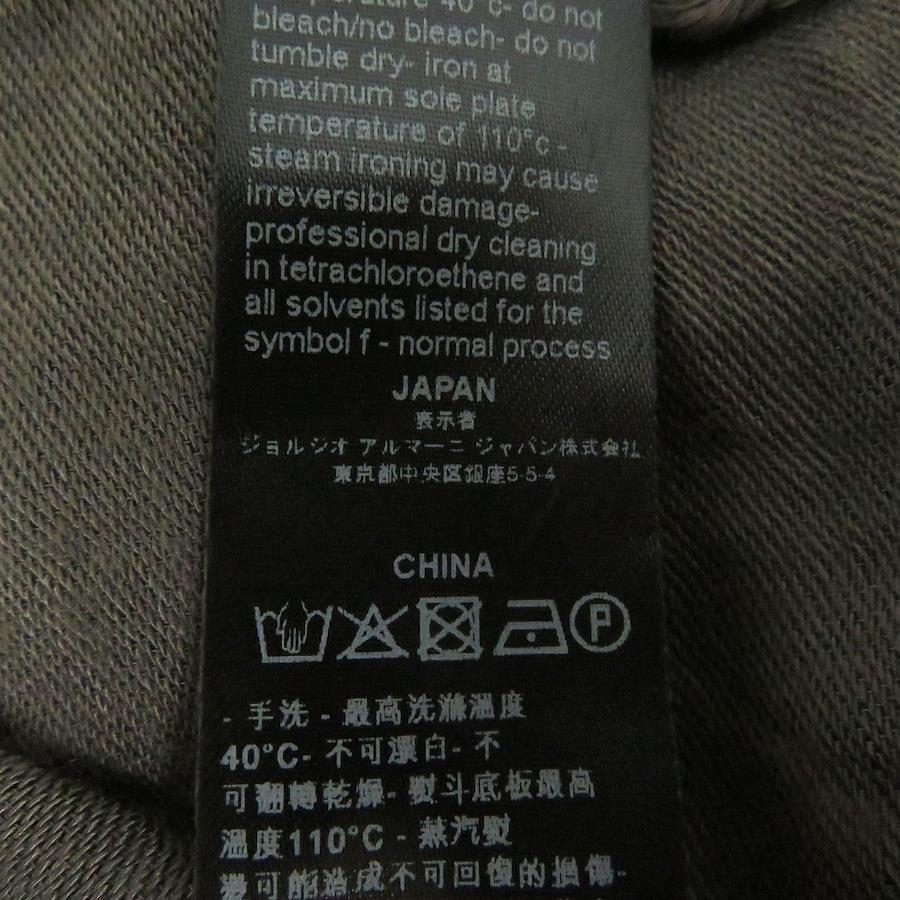 temperature 40°c- do not
bleach/no bleach- do not
tumble dry- iron at
maximum sole plate
temperature of 110°c -
steam ironing may cause
irreversible damage-
professional dry cleaning
in tetrachloroethene and
all solvents listed for the
symbol f - normal process
JAPAN
表示者
ジョルジオ アルマーニ ジャパン株式会社
東京都中央区銀座5-5-4
CHINA
P
- 手洗 - 最高洗滌溫度
40°C- 不可漂白- 不
可翻轉乾燥- 熨斗底板最高
溫度110°C - 蒸汽熨
燙可能造成不可回復的損傷-